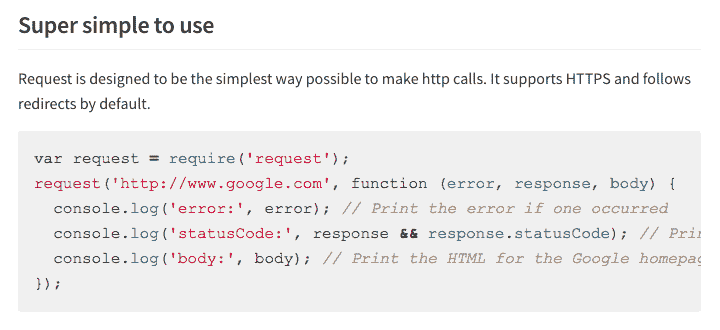 Super simple to use
Request is designed to be the simplest way possible to make http calls. It supports HTTPS and follows
redirects by default.
var request = require('request');
request('http://www.google.com', function (error, response, body) {
  console.log('error:', error); // Print the error if one occurred
  console.log('statusCode:', response && response.statusCode); //
  console.log('body:', body); // Print the HTML for the Google
});